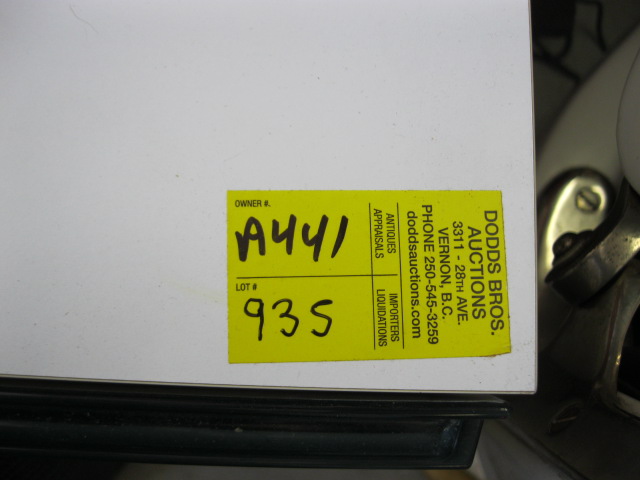 OWNER #.
A441
LOT #
935
ANTIQUES
APPRAISALS
IMPORTERS
LIQUIDATIONS
DODDS BROS.
AUCTIONS
3311 - 28TH AVE.
VERNON, B.C.
PHONE 250-545-3259
doddsauctions.com